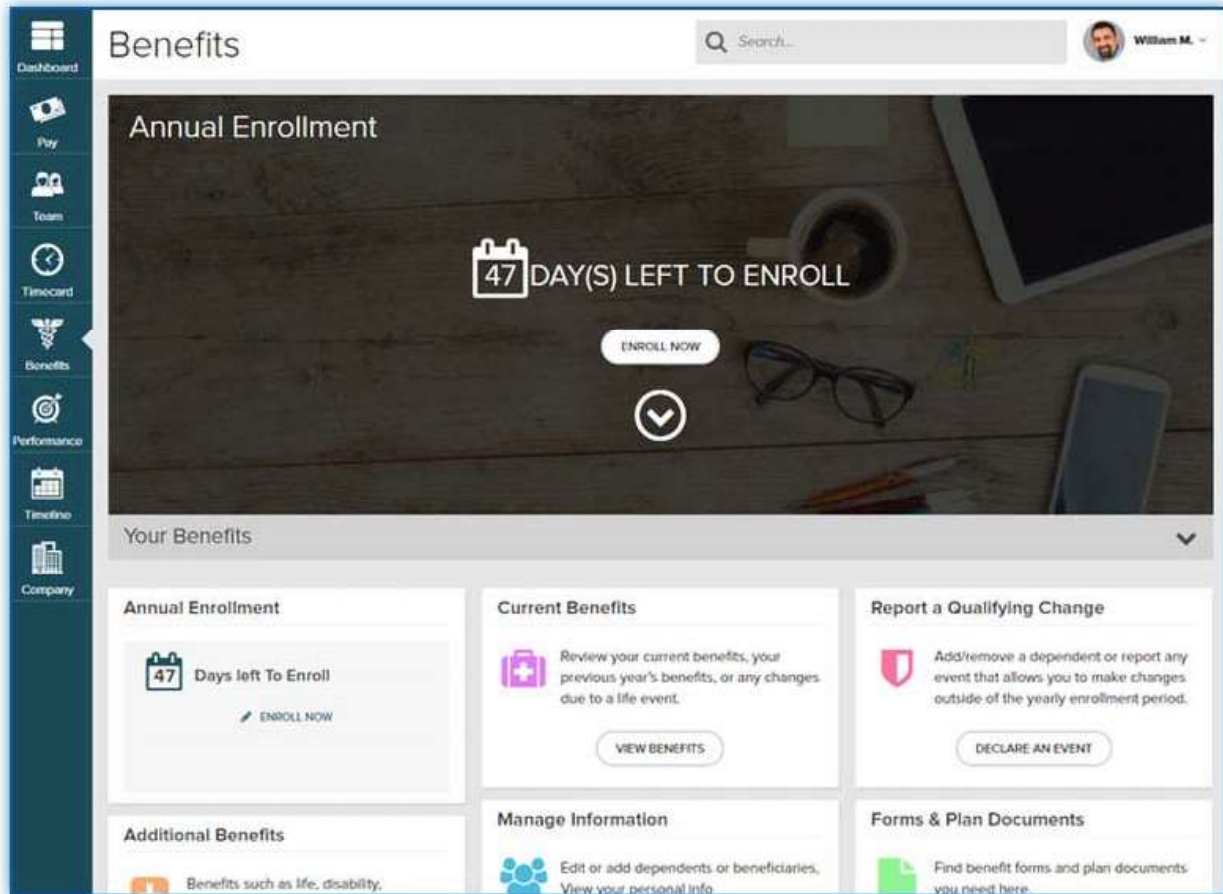 Benefits
Search...
William M.
Dashboard
Pay
Team
Timecard
Benefits
Performance
Timeline
Company
Annual Enrollment
47 DAY(S) LEFT TO ENROLL
ENROLL NOW
Your Benefits
Annual Enrollment
47 Days left To Enroll
ENROLL NOW
Current Benefits
Review your current benefits, your
previous year's benefits, or any changes
due to a life event.
VIEW BENEFITS
Report a Qualifying Change
Add/remove a dependent or report any
event that allows you to make changes
outside of the yearly enrollment period.
DECLARE AN EVENT
Additional Benefits
Benefits such as life, disability,
Manage Information
Edit or add dependents or beneficiaries,
View your personal info
Forms & Plan Documents
Find benefit forms and plan documents
you need here.